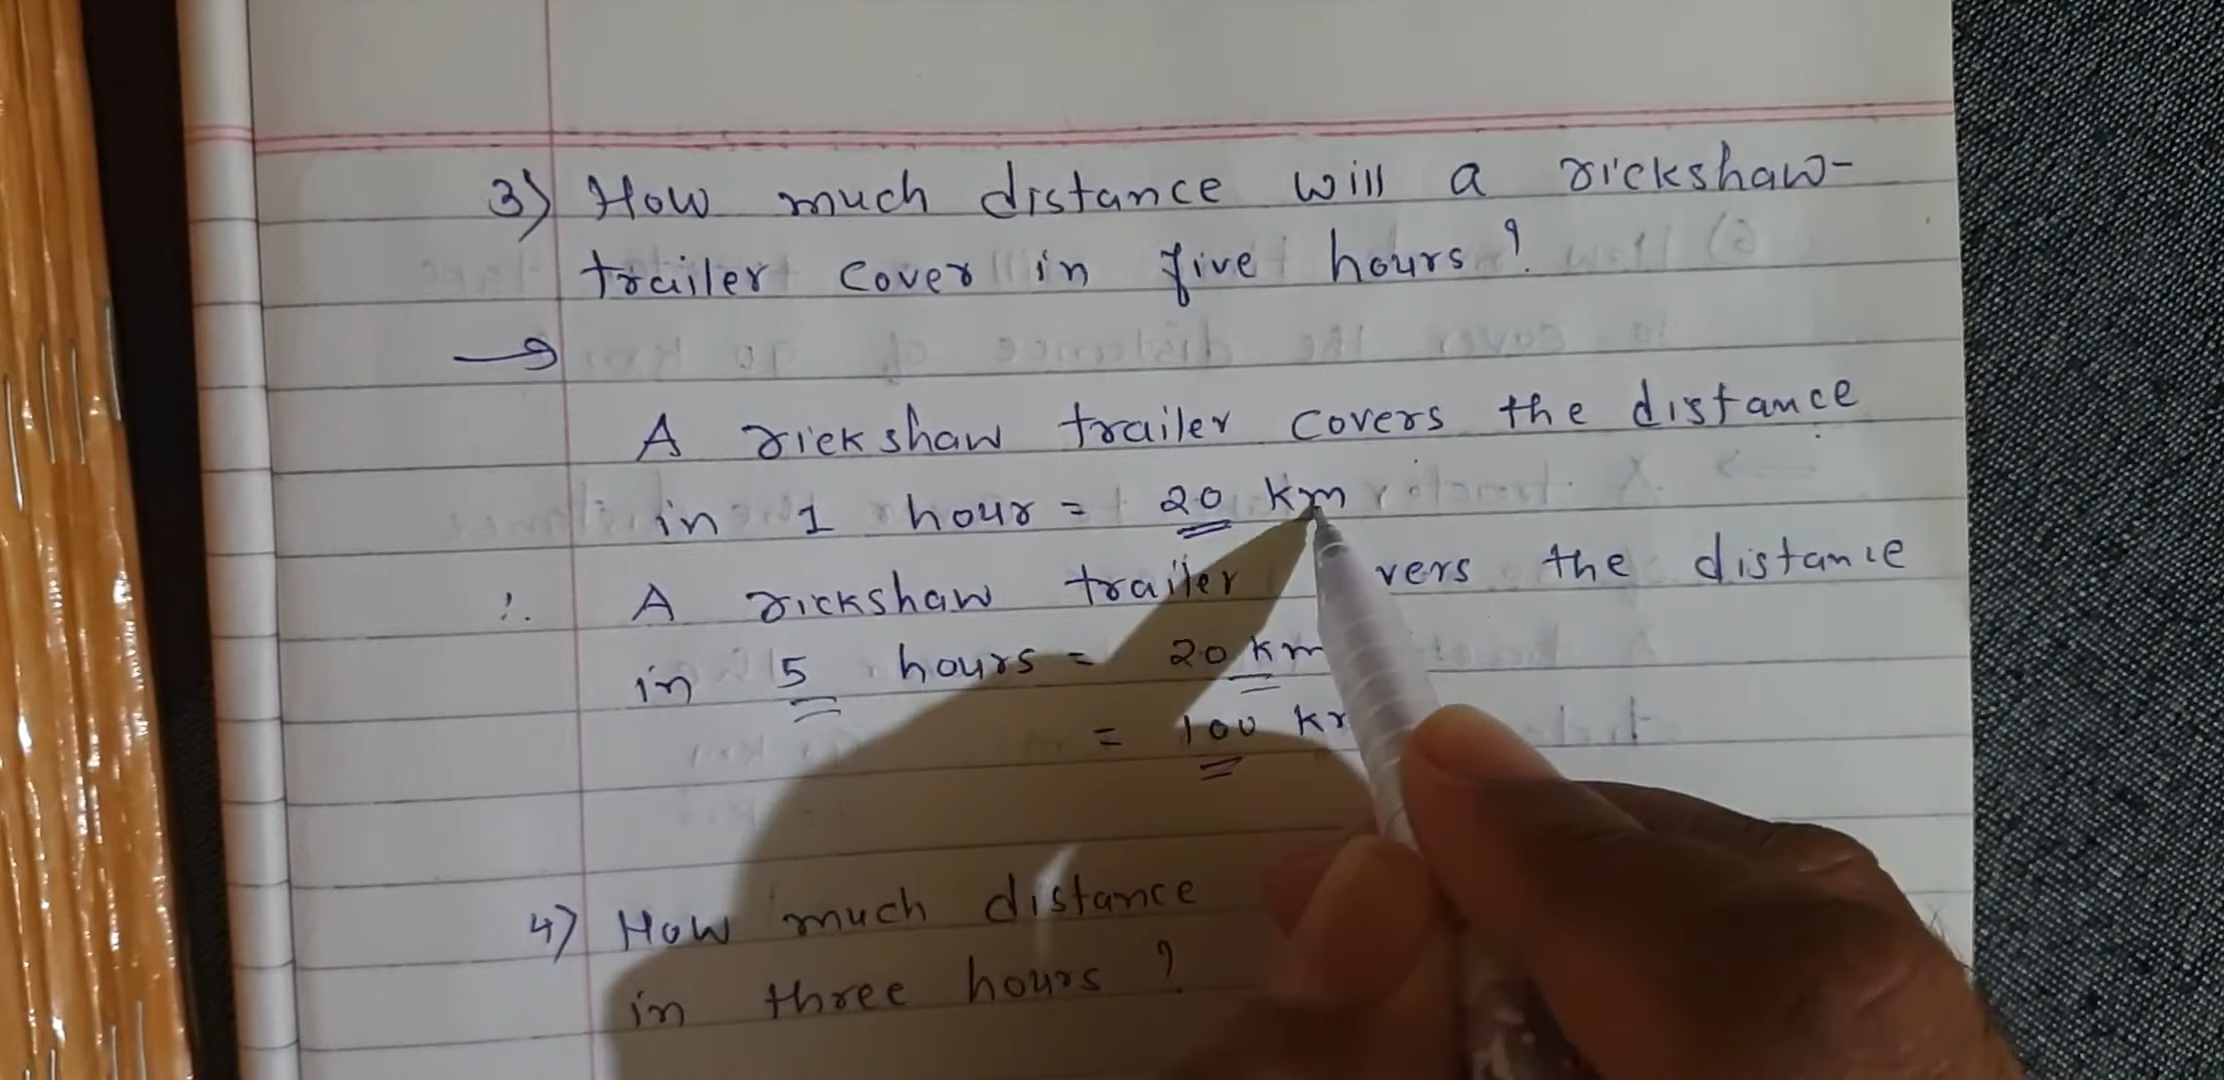 3) How much distance will a rickshaw-
trailer cover in five hours?
→
A rickshaw trailer covers the distance
in 1 hour = 20 km
∴ A rickshaw trailer the distance
in 5 hours = 20 km
= 100
4) How much distance
in three hours ?